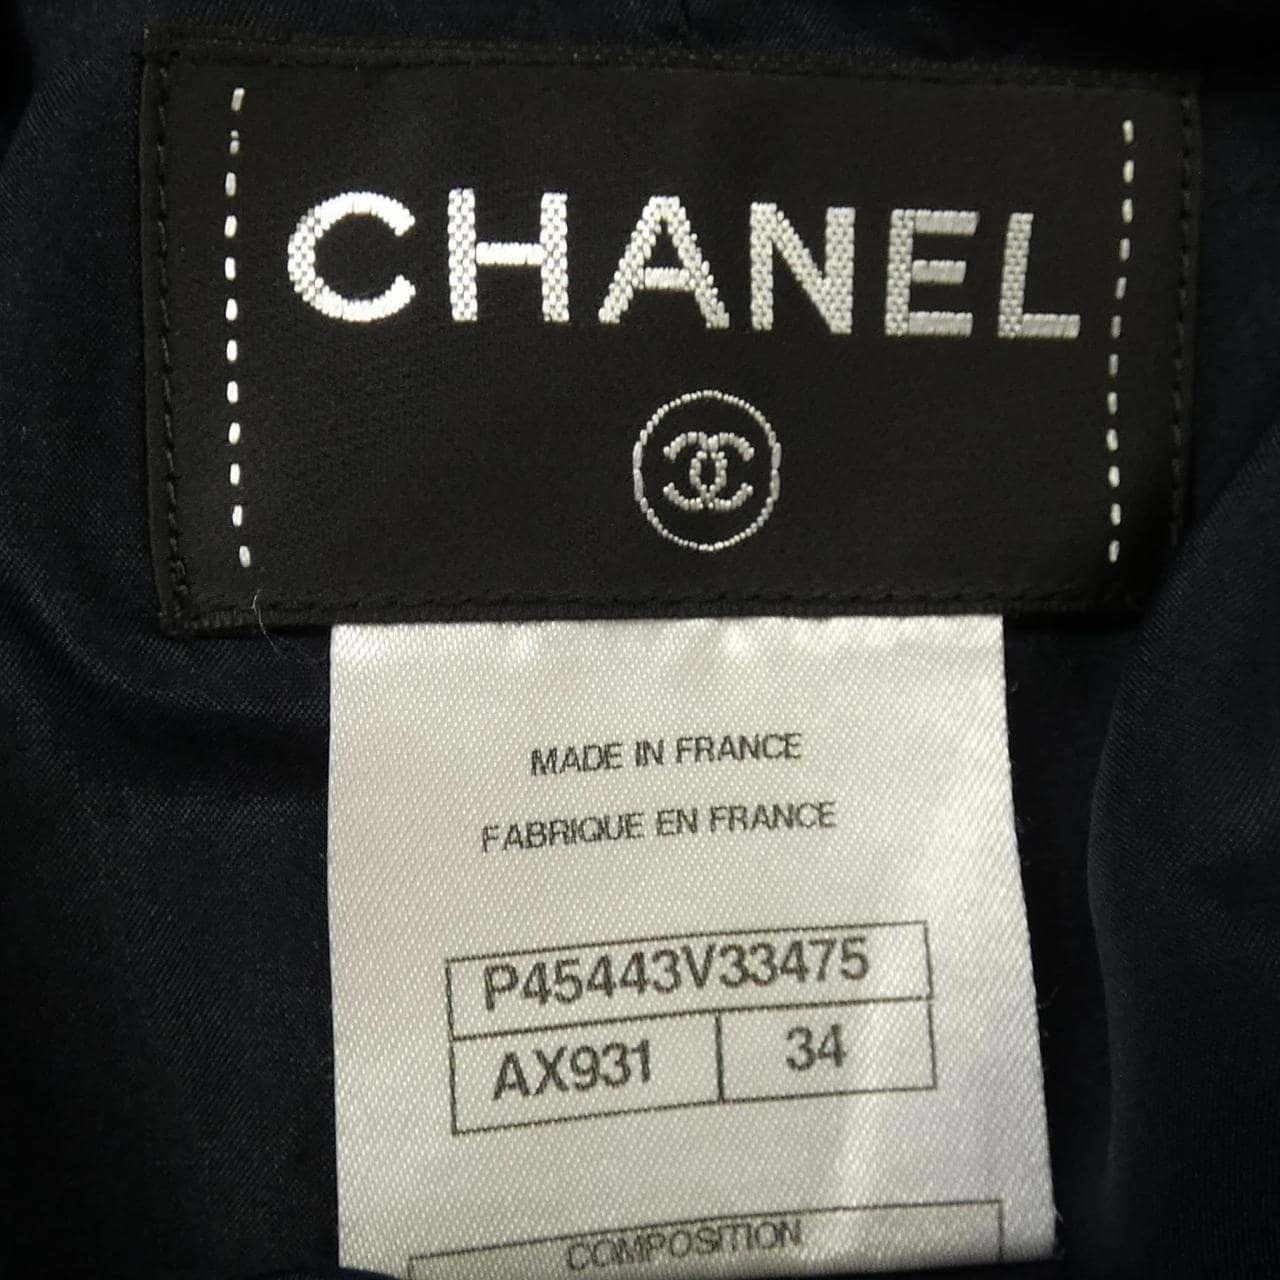 CHANEL
MADE IN FRANCE
FABRIQUE EN FRANCE
P45443V33475
AX931 34
COMPOSITION